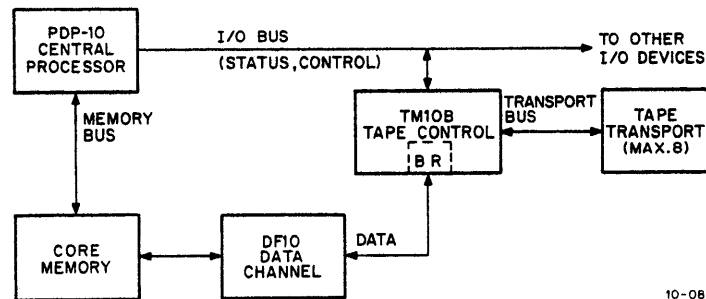 PDP-10
CENTRAL
PROCESSOR
I/O BUS
(STATUS,CONTROL)
TO OTHER
I/O DEVICES
MEMORY
BUS
TM10B
TAPE CONTROL
BR
TRANSPORT
BUS
TAPE
TRANSPORT
(MAX.8)
CORE
MEMORY
DF10
DATA
CHANNEL
DATA
10-08